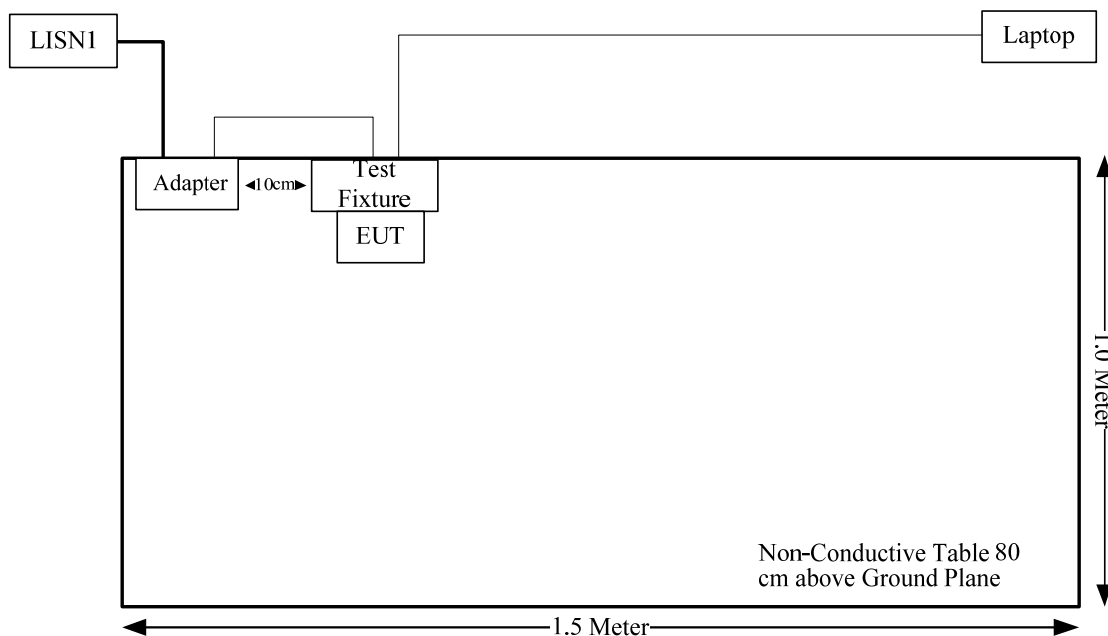 LISN1
Laptop
Adapter
10cm
Test
Fixture
EUT
1.0 Meter
Non-Conductive Table 80
cm above Ground Plane
1.5 Meter